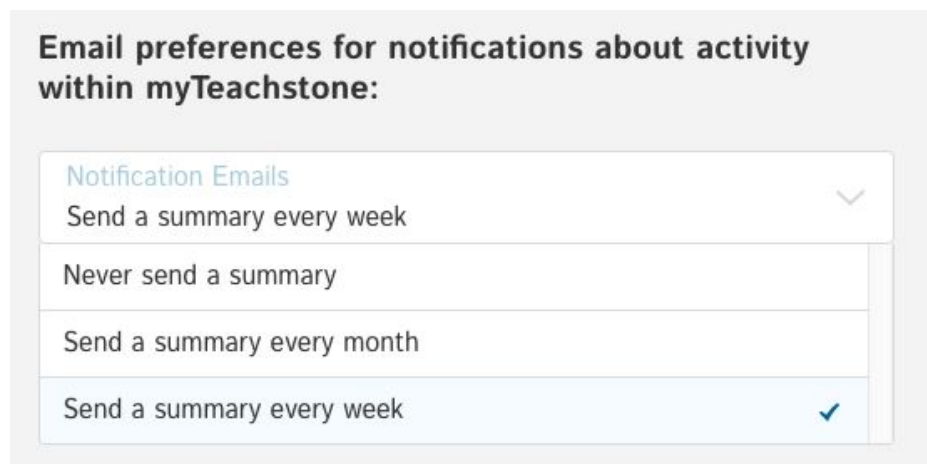 Email preferences for notifications about activity
within myTeachstone:
Notification Emails
Send a summary every week
Never send a summary
Send a summary every month
Send a summary every week